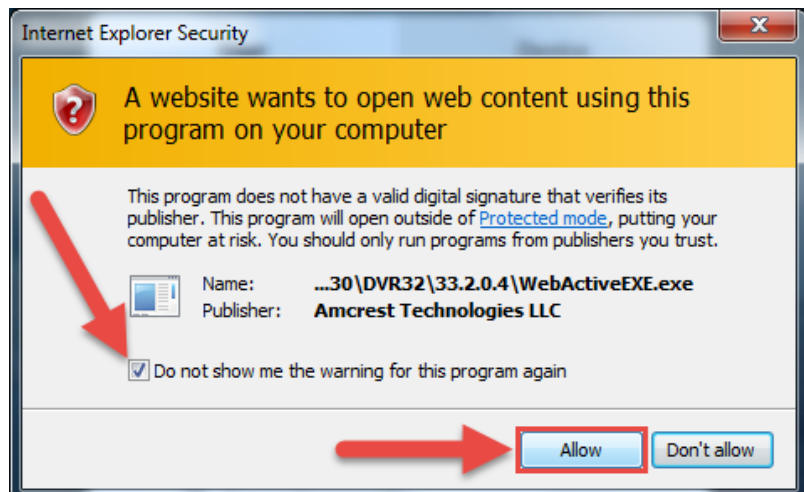 Internet Explorer Security
A website wants to open web content using this
program on your computer
This program does not have a valid digital signature that verifies its
publisher. This program will open outside of Protected mode, putting your
computer at risk. You should only run programs from publishers you trust.
Name: ...30\DVR32\33.2.0.4\WebActiveEXE.exe
Publisher: Amcrest Technologies LLC
Do not show me the warning for this program again
Allow Don't allow